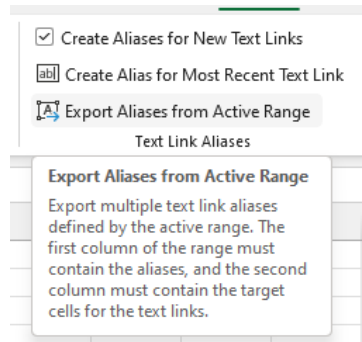 Create Aliases for New Text Links
abl Create Alias for Most Recent Text Link
A Export Aliases from Active Range
Text Link Aliases
Export Aliases from Active Range
Export multiple text link aliases
defined by the active range. The
first column of the range must
contain the aliases, and the second
column must contain the target
cells for the text links.